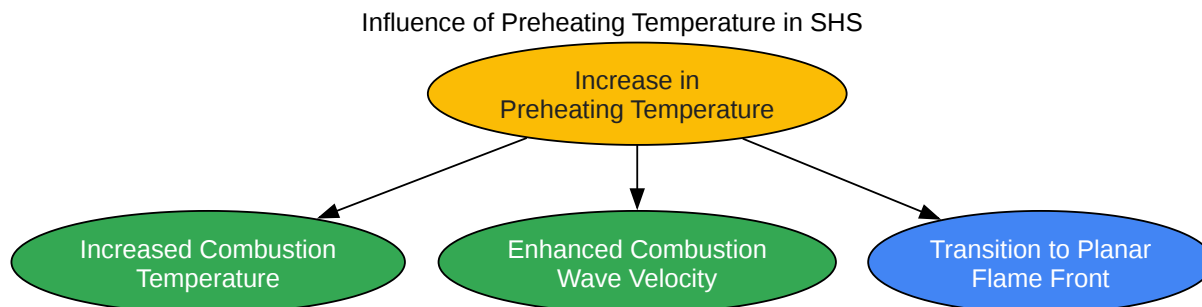 Influence of Preheating Temperature in SHS
Increase in
Preheating Temperature
Increased Combustion
Temperature
Enhanced Combustion
Wave Velocity
Transition to Planar
Flame Front